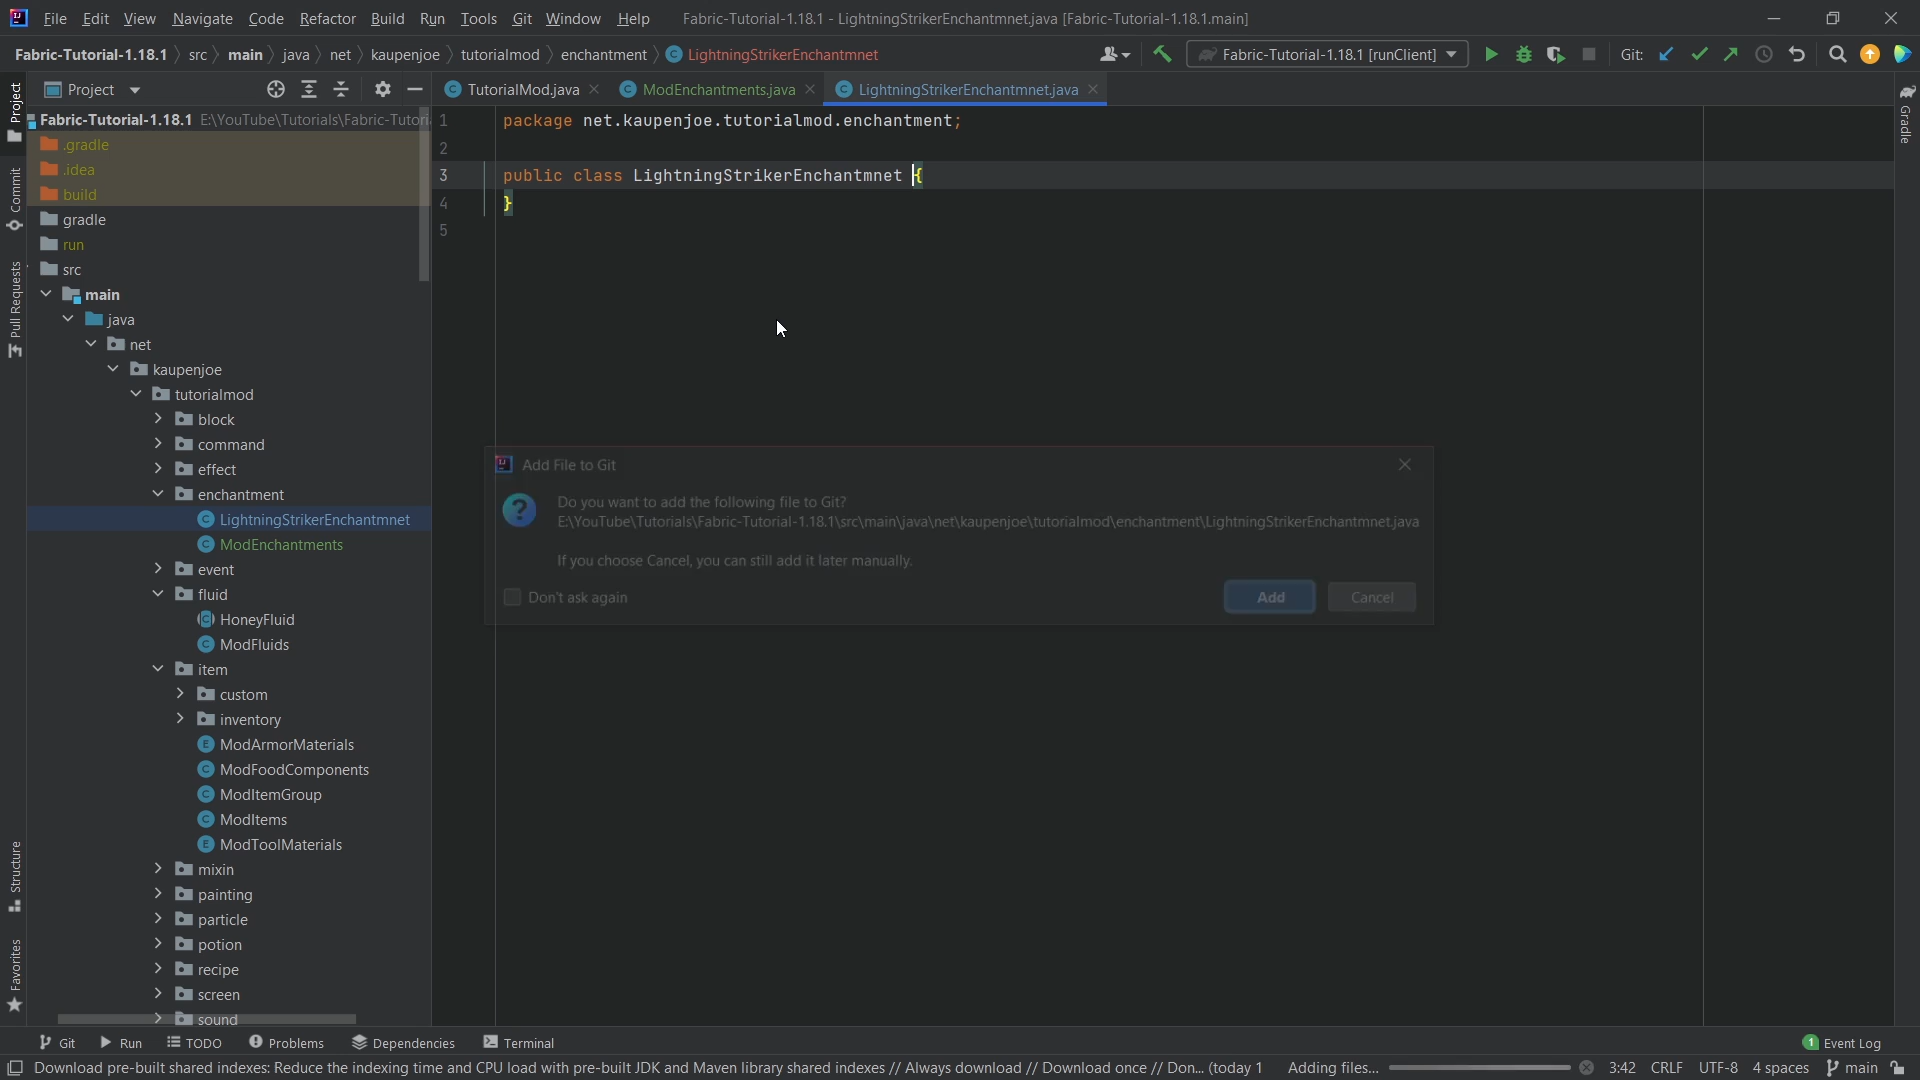 File Edit View Navigate Code Refactor Build Run Tools Git Window Help Fabric-Tutorial-1.18.1 - LightningStrikerEnchantmnet.java [Fabric-Tutorial-1.18.1.main]
Fabric-Tutorial-1.18.1 src main java net kaupenjoe tutorialmod enchantment LightningStrikerEnchantmnet Fabric-Tutorial-1.18.1 [runClient] Git:
Project TutorialMod.java ModEnchantments.java LightningStrikerEnchantmnet.java
Project
Commit
Pull Requests
Structure
Favorites
Gradle
Fabric-Tutorial-1.18.1 E:\YouTube\Tutorials\Fabric-Tutori
.gradle
.idea
build
gradle
run
src
main
java
net
kaupenjoe
tutorialmod
block
command
effect
enchantment
LightningStrikerEnchantmnet
ModEnchantments
event
fluid
HoneyFluid
ModFluids
item
custom
inventory
ModArmorMaterials
ModFoodComponents
ModItemGroup
ModItems
ModToolMaterials
mixin
painting
particle
potion
recipe
screen
sound
1 package net.kaupenjoe.tutorialmod.enchantment;
2
3 public class LightningStrikerEnchantmnet {
4 }
5
Add File to Git
Do you want to add the following file to Git?
E:\YouTube\Tutorials\Fabric-Tutorial-1.18.1\src\main\java\net\kaupenjoe\tutorialmod\enchantment\LightningStrikerEnchantmnet.java
If you choose Cancel, you can still add it later manually.
Don't ask again Add Cancel
Git Run TODO Problems Dependencies Terminal 1 Event Log
Download pre-built shared indexes: Reduce the indexing time and CPU load with pre-built JDK and Maven library shared indexes // Always download // Download once // Don... (today 1 Adding files... 3:42 CRLF UTF-8 4 spaces main